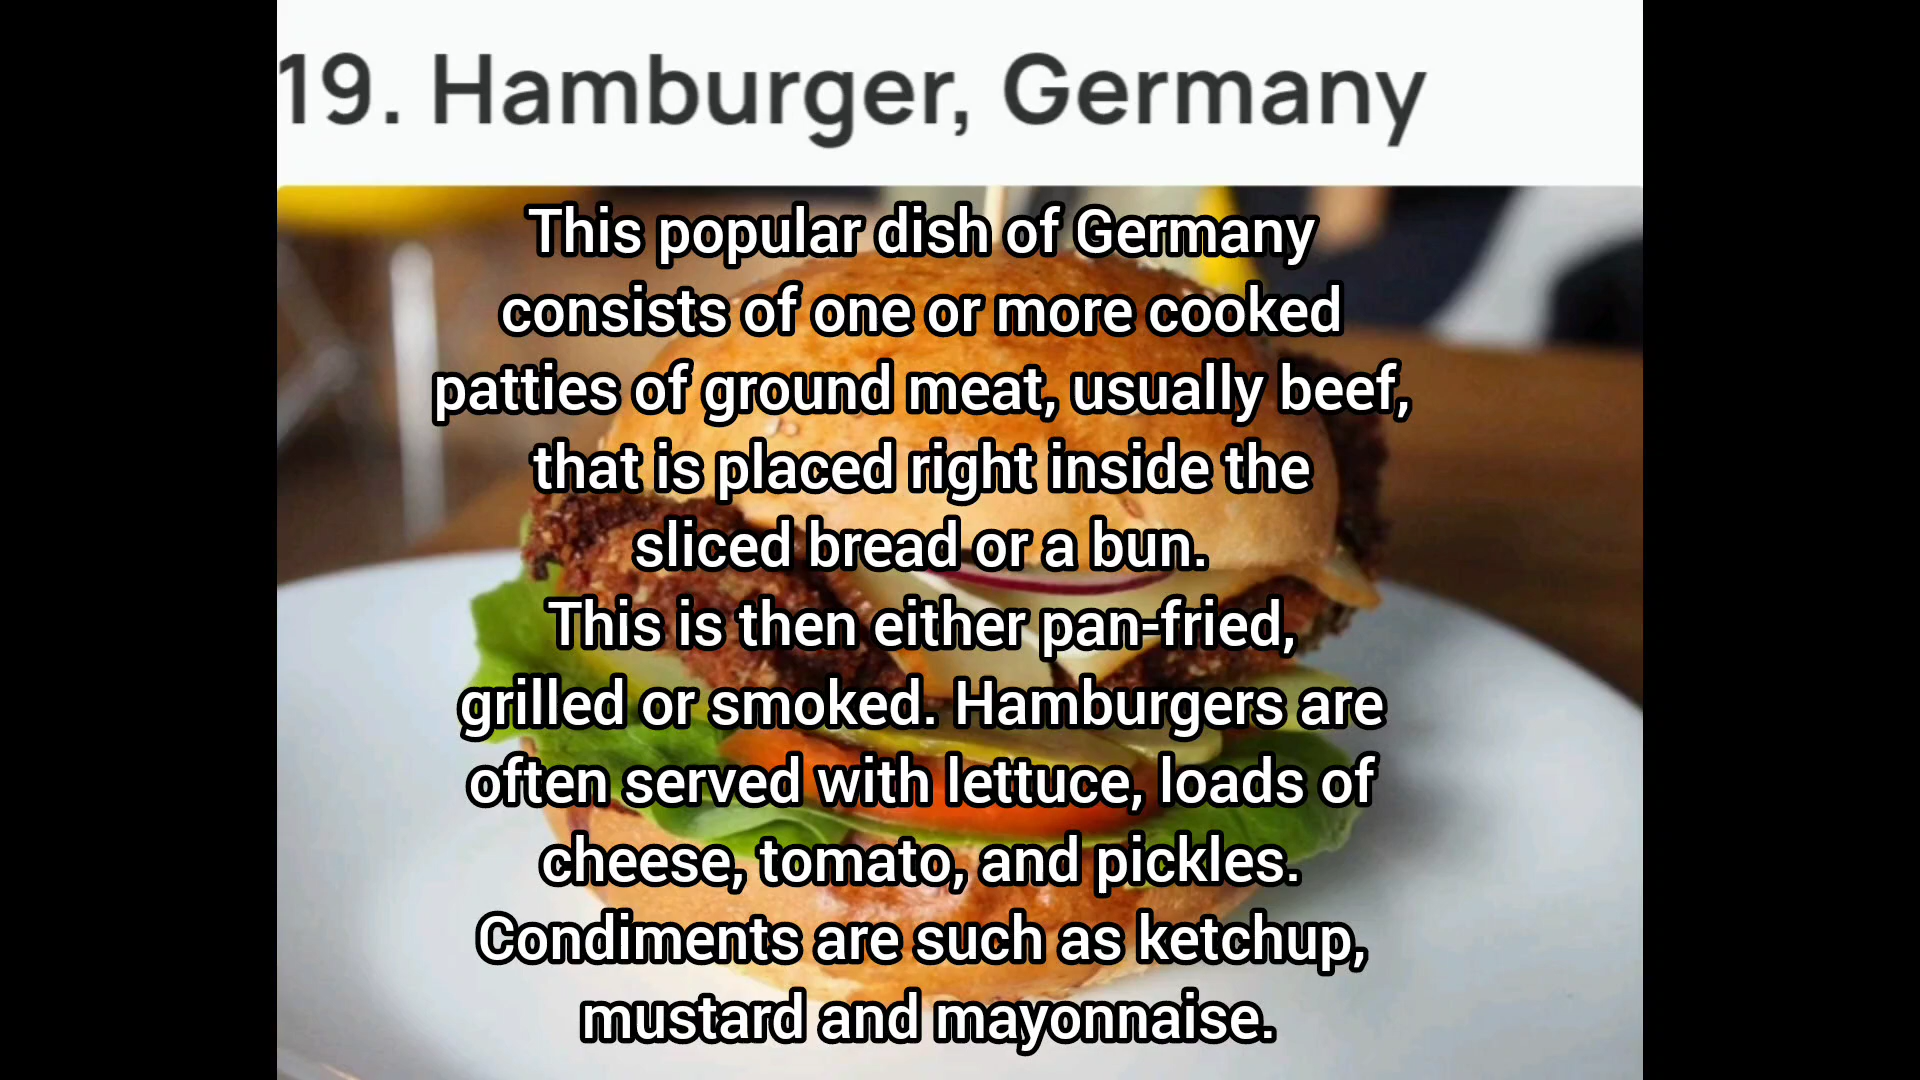 19. Hamburger, Germany
This popular dish of Germany
consists of one or more cooked
patties of ground meat, usually beef,
that is placed right inside the
sliced bread or a bun.
This is then either pan-fried,
grilled or smoked. Hamburgers are
often served with lettuce, loads of
cheese, tomato, and pickles.
Condiments are such as ketchup,
mustard and mayonnaise.